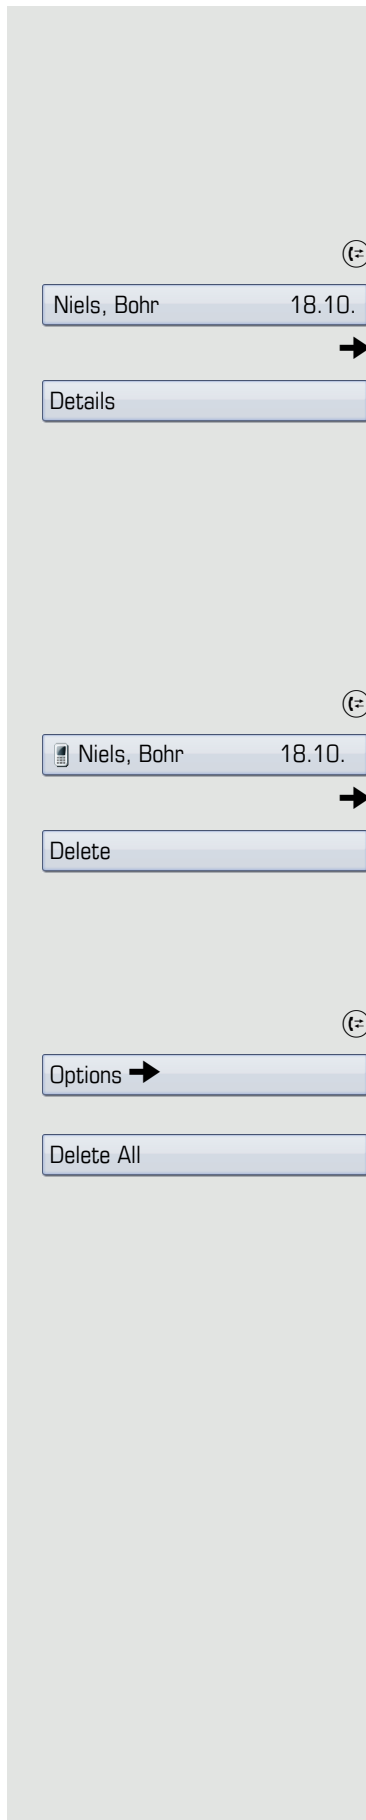 Niels, Bohr 18.10.
Details
Niels, Bohr 18.10.
Delete
Options
Delete All